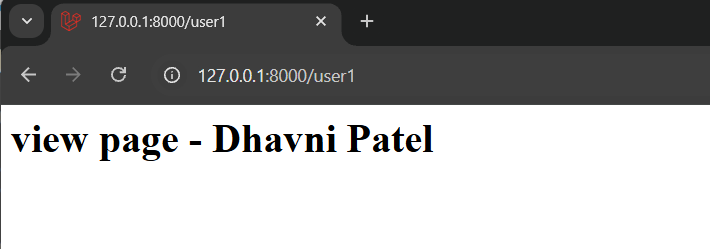 127.0.0.1:8000/user1
127.0.0.1:8000/user1
view page - Dhavni Patel